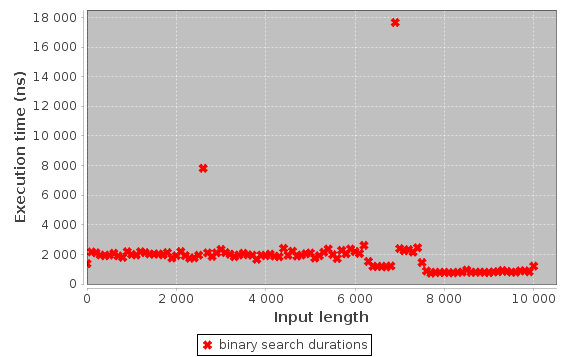 Execution time (ns)
18 000
16 000
14 000
12 000
10 000
8 000
6 000
4 000
2 000
0
0 2 000 4 000 6 000 8 000 10 000
Input length
binary search durations